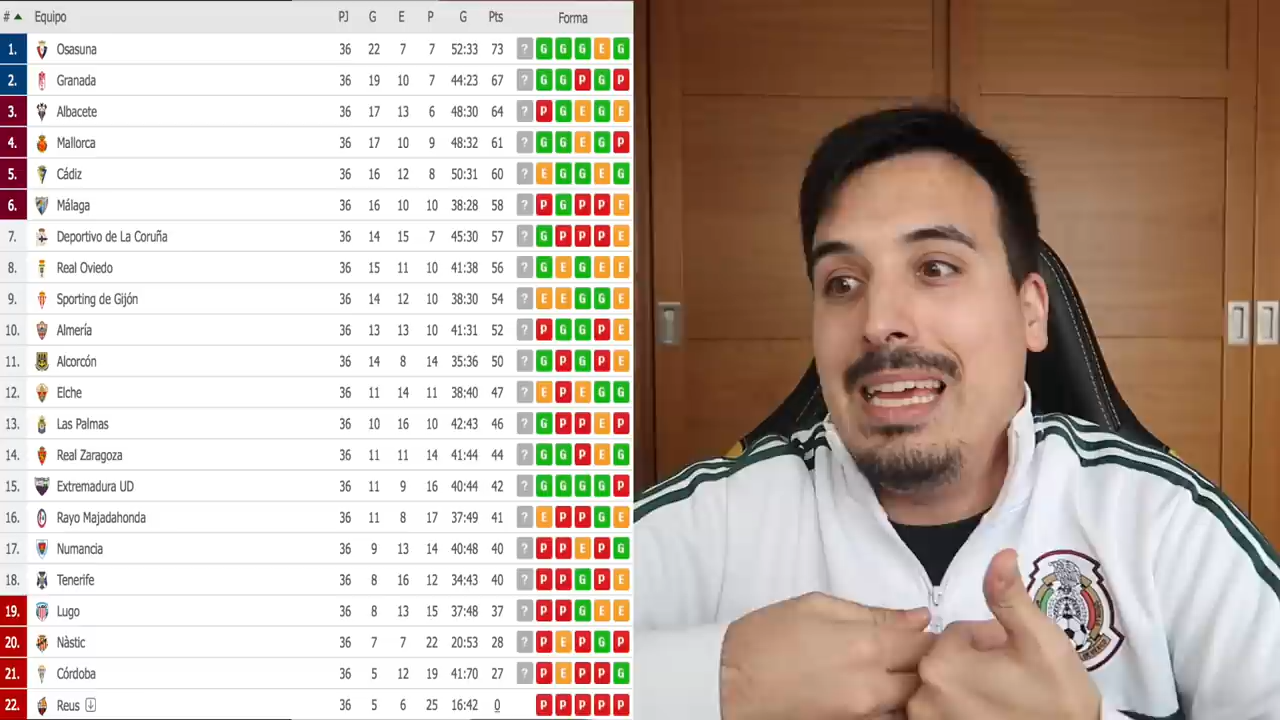 # Equipo PJ G E P G Pts Forma
1. Osasuna 36 22 7 7 52:33 73 ? G G G E G
2. Granada 36 19 10 7 44:23 67 ? G G P G P
3. Albacete 36 17 13 6 48:30 64 ? P G E G E
4. Mallorca 36 17 10 9 48:32 61 ? G G E G P
5. Cádiz 36 16 12 8 50:31 60 ? E G G E G
6. Málaga 36 16 10 10 38:28 58 ? P G P P E
7. Deportivo de La Coruña 36 14 15 7 45:30 57 ? G P P P E
8. Real Oviedo 36 15 11 10 41:38 56 ? G E G E E
9. Sporting de Gijón 36 14 12 10 38:30 54 ? E E G G E
10. Almería 36 13 13 10 41:31 52 ? P G G P E
11. Alcorcón 36 14 8 14 35:36 50 ? G P G P E
12. Elche 36 11 14 11 38:40 47 ? E P E G G
13. Las Palmas 36 10 16 10 42:43 46 ? G P P E P
14. Real Zaragoza 36 11 11 14 41:44 44 ? G G P E G
15. Extremadura UD 36 11 9 16 40:44 42 ? G G G G P
16. Rayo Majadahonda 36 11 8 17 37:49 41 ? E P P G E
17. Numancia 36 9 13 14 40:48 40 ? P P E P G
18. Tenerife 36 8 16 12 34:43 40 ? P P G P E
19. Lugo 36 8 13 15 37:48 37 ? P P G E E
20. Nàstic 36 7 7 22 20:53 28 ? P E P G P
21. Córdoba 36 5 12 19 41:70 27 ? P E P P G
22. Reus 36 5 6 25 16:42 0 P P P P P